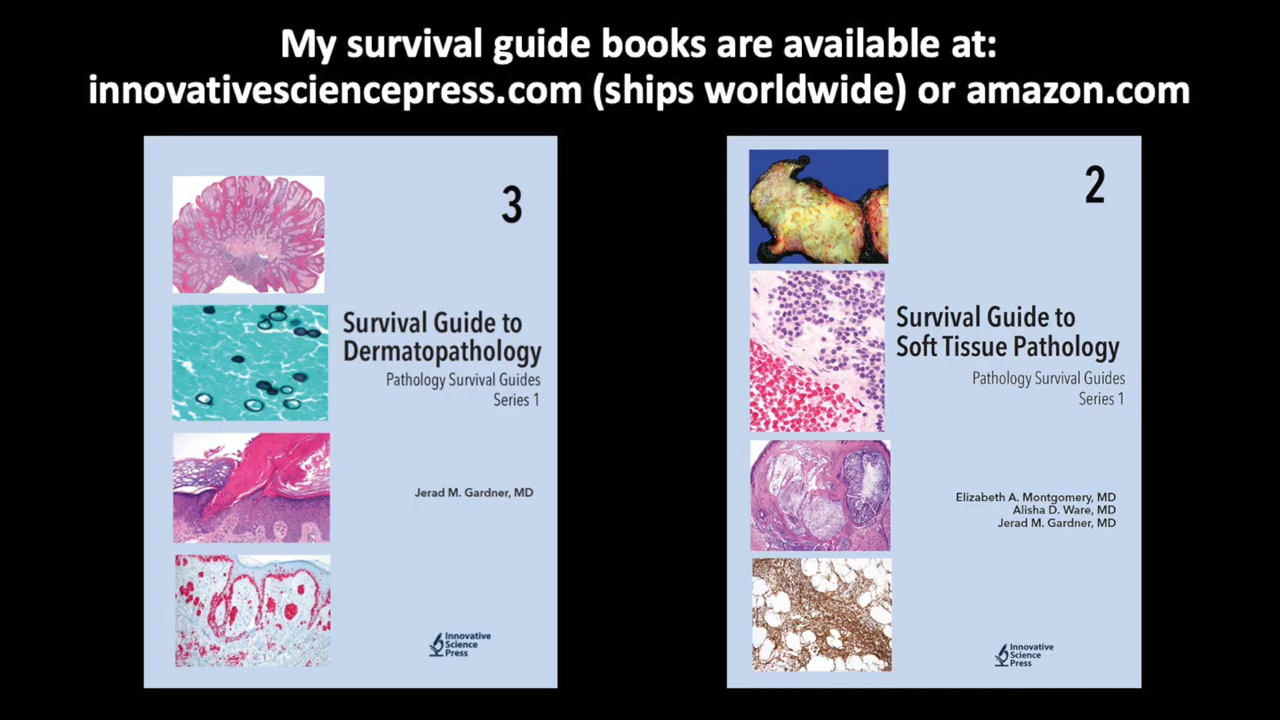 My survival guide books are available at:
innovativesciencepress.com (ships worldwide) or amazon.com
3
Survival Guide to
Dermatopathology
Pathology Survival Guides
Series 1
Jerad M. Gardner, MD
Innovative
Science
Press
2
Survival Guide to
Soft Tissue Pathology
Pathology Survival Guides
Series 1
Elizabeth A. Montgomery, MD
Alisha D. Ware, MD
Jerad M. Gardner, MD
Innovative
Science
Press